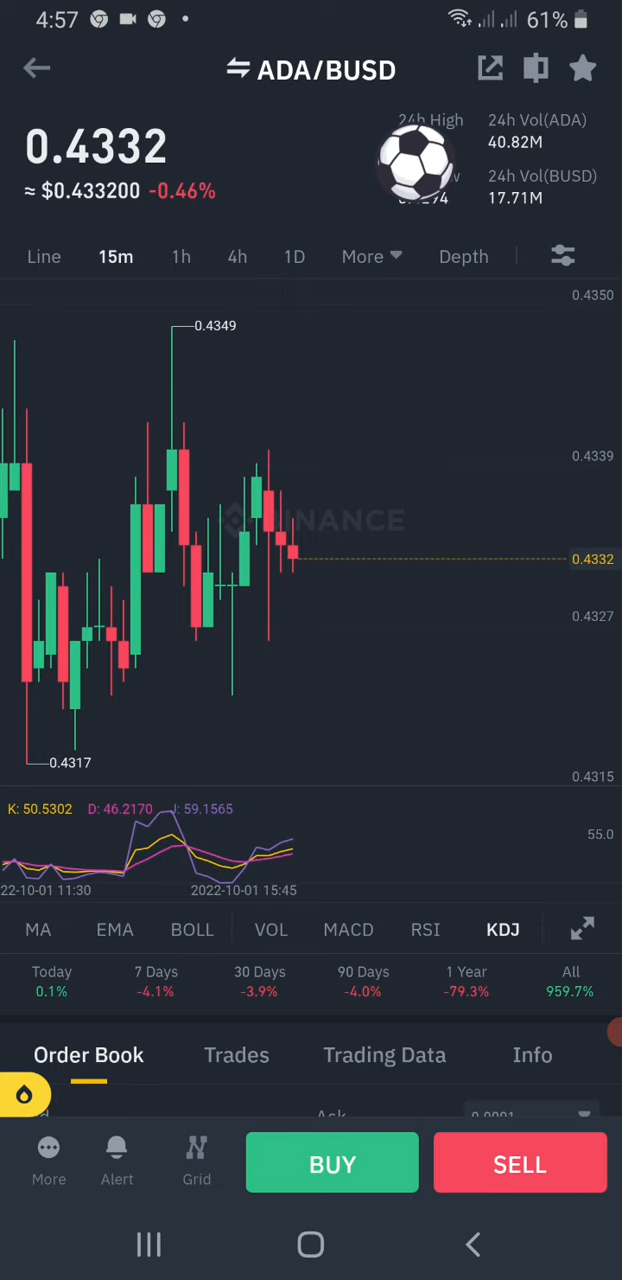 4:57 61%
ADA/BUSD
24h High 24h Vol(ADA)
0.4332 40.82M
24h Vol(BUSD)
≈ $0.433200 -0.46% 17.71M
Line 15m 1h 4h 1D More Depth
0.4350
0.4349
0.4339
BINANCE
0.4332
0.4327
0.4317
0.4315
K: 50.5302 D: 46.2170 J: 59.1565
55.0
22-10-01 11:30 2022-10-01 15:45
MA EMA BOLL VOL MACD RSI KDJ
Today 7 Days 30 Days 90 Days 1 Year All
0.1% -4.1% -3.9% -4.0% -79.3% 959.7%
Order Book Trades Trading Data Info
Ask 0.0001
More Alert Grid BUY SELL